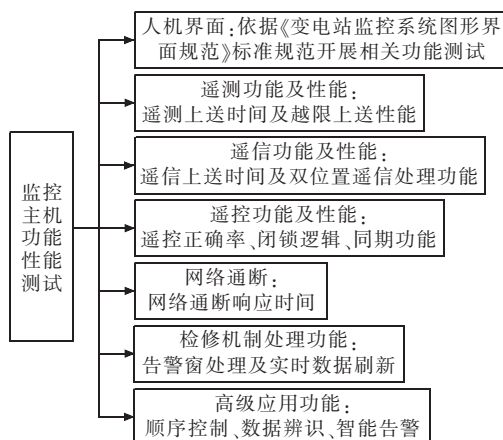 监控
主机
功能
性能
测试
人机界面：依据《变电站监控系统图形界
面规范》标准规范开展相关功能测试
遥测功能及性能：
遥测上送时间及越限上送性能
遥信功能及性能：
遥信上送时间及双位置遥信处理功能
遥控功能及性能：
遥控正确率、闭锁逻辑、同期功能
网络通断：
网络通断响应时间
检修机制处理功能：
告警窗处理及实时数据刷新
高级应用功能：
顺序控制、数据辨识、智能告警